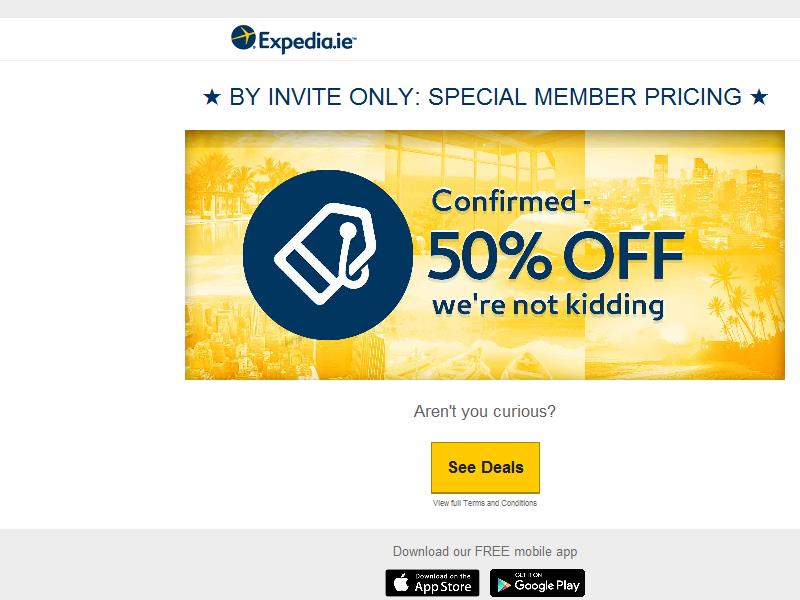 Expedia.ie™
★ BY INVITE ONLY: SPECIAL MEMBER PRICING ★
Confirmed -
50% OFF
we're not kidding
Aren't you curious?
See Deals
View full Terms and Conditions
Download our FREE mobile app
Download on the
App Store
GET IT ON
Google Play